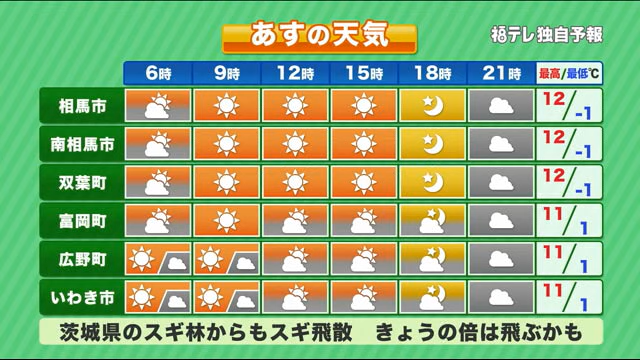 あすの天気
福テレ独自予報
6時 9時 12時 15時 18時 21時 最高/最低℃
相馬市 12/-1
南相馬市 12/-1
双葉町 12/-1
富岡町 11/1
広野町 11/1
いわき市 11/1
茨城県のスギ林からもスギ飛散 きょうの倍は飛ぶかも